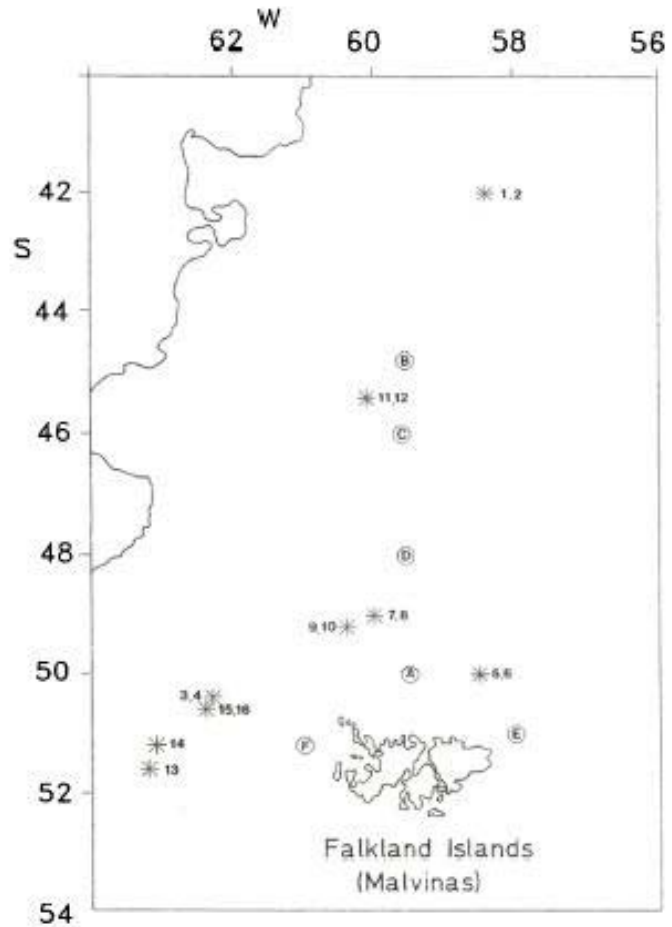 W
62 60 58 56
42
1,2
S
44
B
11,12
46
C
48
D
7,8
9,10
50
A
5,6
3,4
15,16
E
14
F
13
52
Falkland Islands
(Malvinas)
54